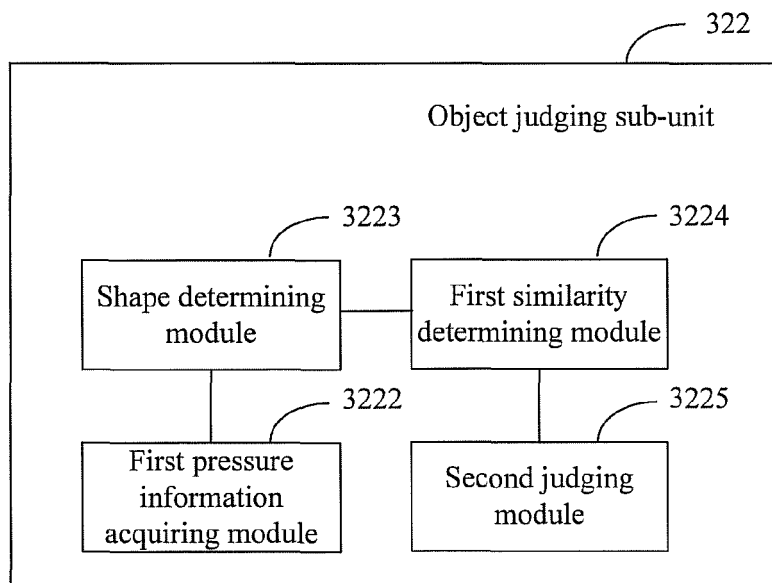 322
Object judging sub-unit
3223
3224
Shape determining
module
First similarity
determining module
3222
3225
First pressure
information
acquiring module
Second judging
module